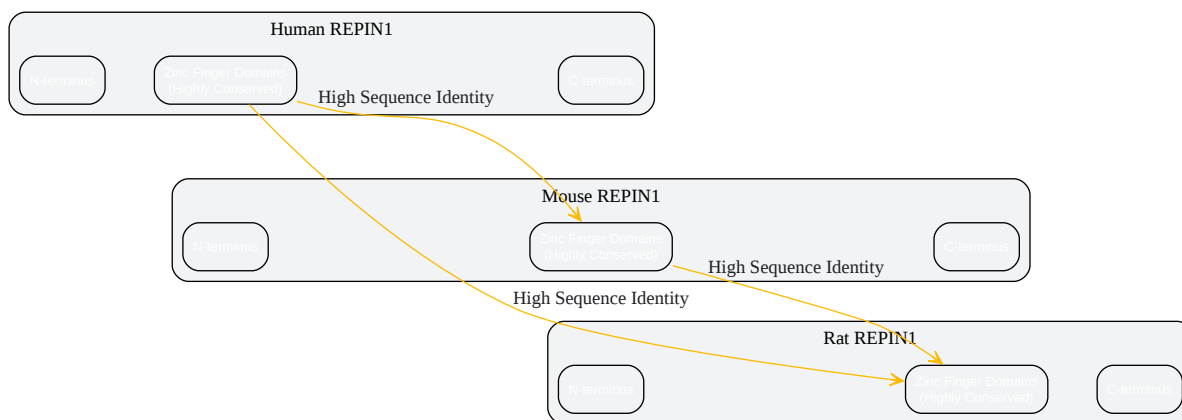 Human REPIN1
N-terminus
Zinc Finger Domains
(Highly Conserved)
C-terminus
High Sequence Identity
Mouse REPIN1
N-terminus
Zinc Finger Domains
(Highly Conserved)
C-terminus
High Sequence Identity
High Sequence Identity
Rat REPIN1
N-terminus
Zinc Finger Domains
(Highly Conserved)
C-terminus